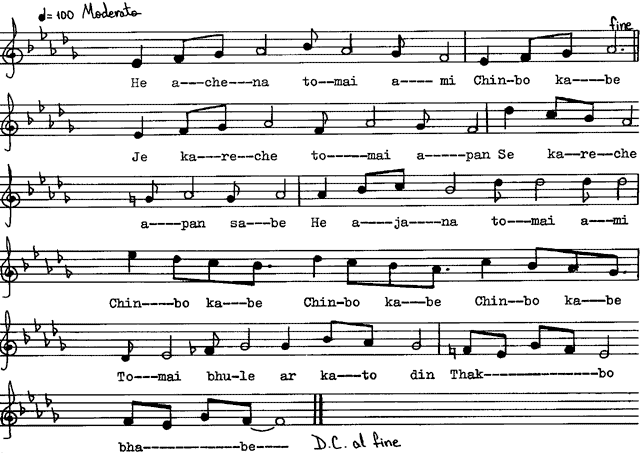 ♩= 100 Moderato
fine
He a---che---na to---mai a---- mi Chin-bo ka---be
Je ka---re---che to------mai a-----pan Se ka---re---che
a----pan sa---be He a----ja---na to----mai a---mi
Chin----bo ka---be Chin-bo ka---be Chin--bo ka---be
To---mai bhu-le ar ka---to din Thak---------------bo
bha------------be----
D.C. al fine